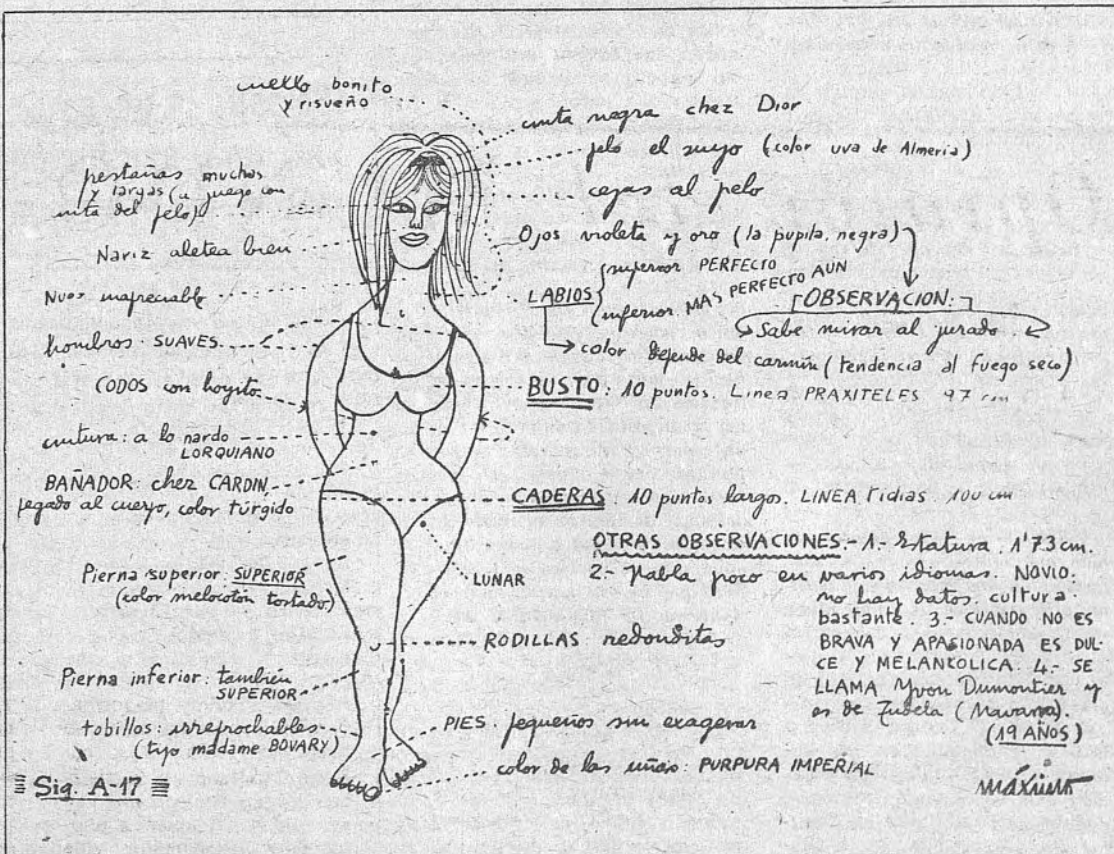 cuello bonito
y risueño
cinta negra chez Dior
pelo el suyo (color uva de Almeria)
pestañas muchas
y largas (a juego con
cinta del pelo)
cejas al pelo
Nariz aletea bien
Ojos violeta y oro (la pupila, negra)
LABIOS
superior PERFECTO
inferior MAS PERFECTO AUN
color depende del carmín (tendencia al fuego seco)
OBSERVACION:
Sabe mirar al jurado.
Nuez inapreciable
hombros SUAVES
CODOS con hoyito
BUSTO: 10 puntos. Linea PRAXITELES 97 cm
cintura: a lo nardo
LORQUIANO
BAÑADOR: chez CARDIN
pegado al cuerpo, color túrgido
CADERAS: 10 puntos largos. LINEA Fidias 100 cm
Pierna superior: SUPERIOR
(color melocotón tostado)
LUNAR
RODILLAS redonditas
Pierna inferior: también
SUPERIOR
tobillos: irreprochables
(tipo madame BOVARY)
PIES pequeños sin exagerar
color de las uñas: PURPURA IMPERIAL
OTRAS OBSERVACIONES.- 1.- Estatura. 1'73 cm.
2.- Habla poco en varios idiomas. NOVIO:
no hay datos. cultura:
bastante. 3.- CUANDO NO ES
BRAVA Y APASIONADA ES DUL-
CE Y MELANCOLICA. 4.- SE
LLAMA Yvon Dumontier y
es de Tudela (Navarra).
(19 AÑOS)
Sig. A-17
máximo